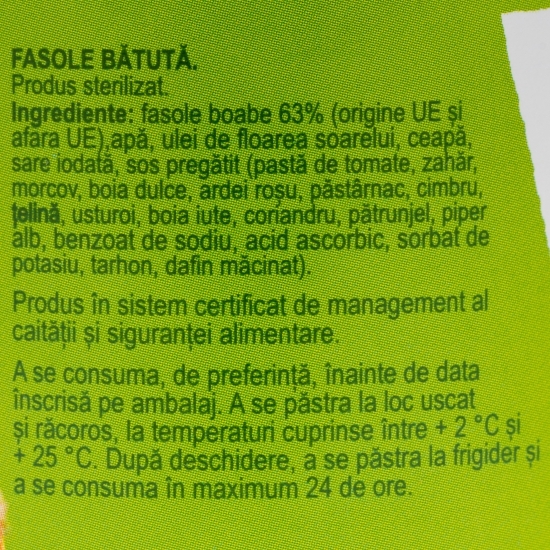 FASOLE BĂTUTĂ.
Produs sterilizat.
Ingrediente: fasole boabe 63% (origine UE și
afara UE),apă, ulei de floarea soarelui, ceapă,
sare iodată, sos pregătit (pastă de tomate, zahăr,
morcov, boia dulce, ardei roșu, păstârnac, cimbru,
țelină, usturoi, boia iute, coriandru, pătrunjel, piper
alb, benzoat de sodiu, acid ascorbic, sorbat de
potasiu, tarhon, dafin măcinat).
Produs în sistem certificat de management al
caității și siguranței alimentare.
A se consuma, de preferință, înainte de data
înscrisă pe ambalaj. A se păstra la loc uscat
și răcoros, la temperaturi cuprinse între + 2 °C și
+ 25 °C. După deschidere, a se păstra la frigider și
a se consuma în maximum 24 de ore.